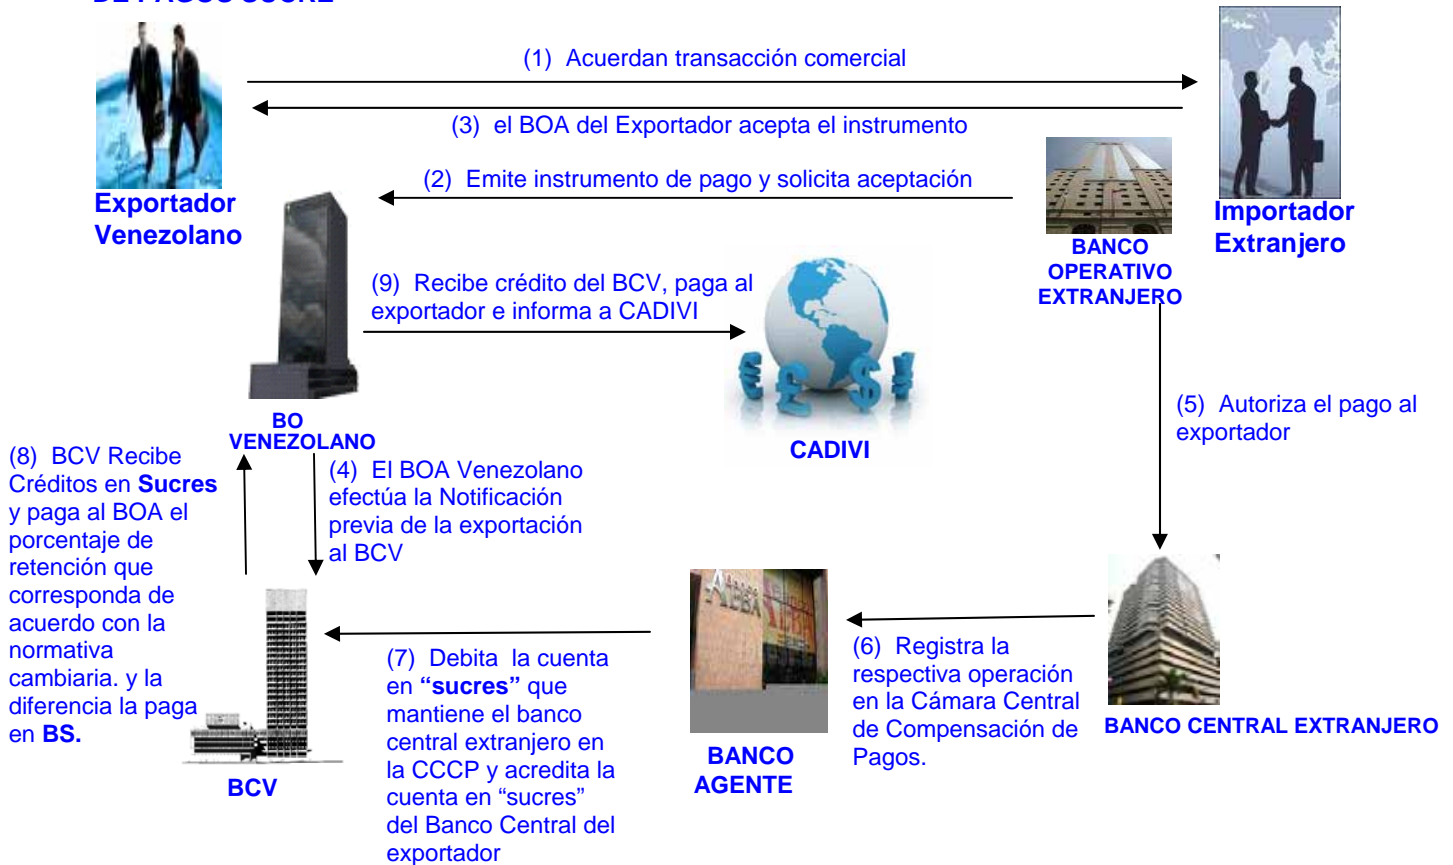 (1) Acuerdan transacción comercial
(3) el BOA del Exportador acepta el instrumento
(2) Emite instrumento de pago y solicita aceptación
Exportador
Venezolano
Importador
Extranjero
BANCO
OPERATIVO
EXTRANJERO
(9) Recibe crédito del BCV, paga al
exportador e informa a CADIVI
CADIVI
BO
VENEZOLANO
(5) Autoriza el pago al
exportador
(8) BCV Recibe
Créditos en Sucres
y paga al BOA el
porcentaje de
retención que
corresponda de
acuerdo con la
normativa
cambiaria. y la
diferencia la paga
en BS.
(4) El BOA Venezolano
efectúa la Notificación
previa de la exportación
al BCV
BCV
(7) Debita la cuenta
en “sucres” que
mantiene el banco
central extranjero en
la CCCP y acredita la
cuenta en “sucres”
del Banco Central del
exportador
BANCO
AGENTE
(6) Registra la
respectiva operación
en la Cámara Central
de Compensación de
Pagos.
BANCO CENTRAL EXTRANJERO